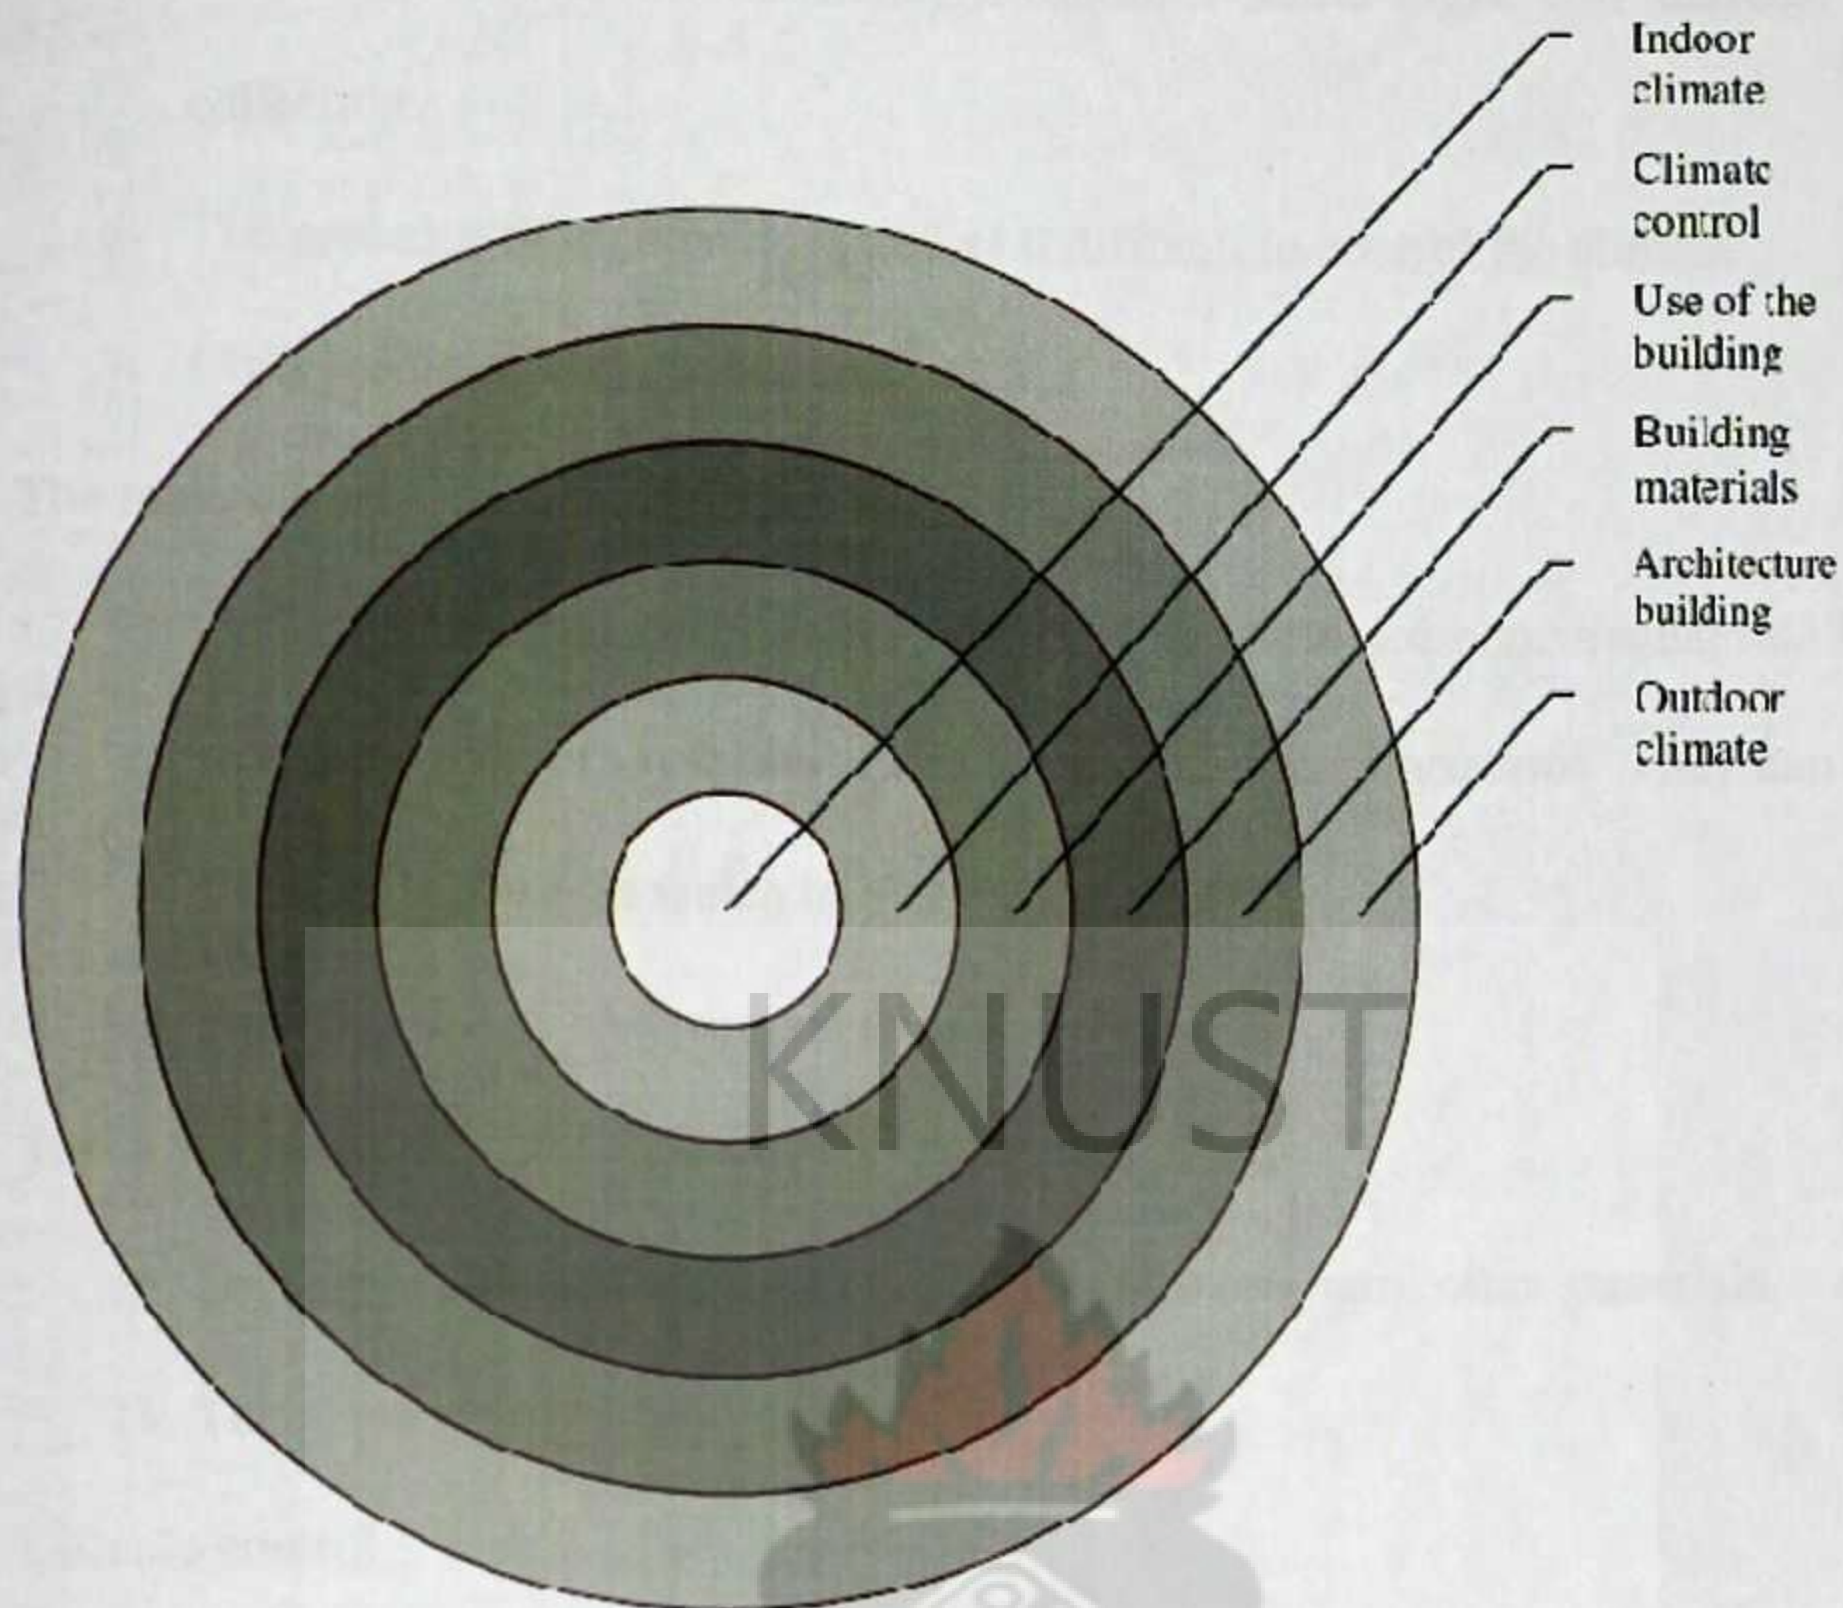 Indoor
climate
Climate
control
Use of the
building
Building
materials
Architecture
building
Outdoor
climate
KNUST